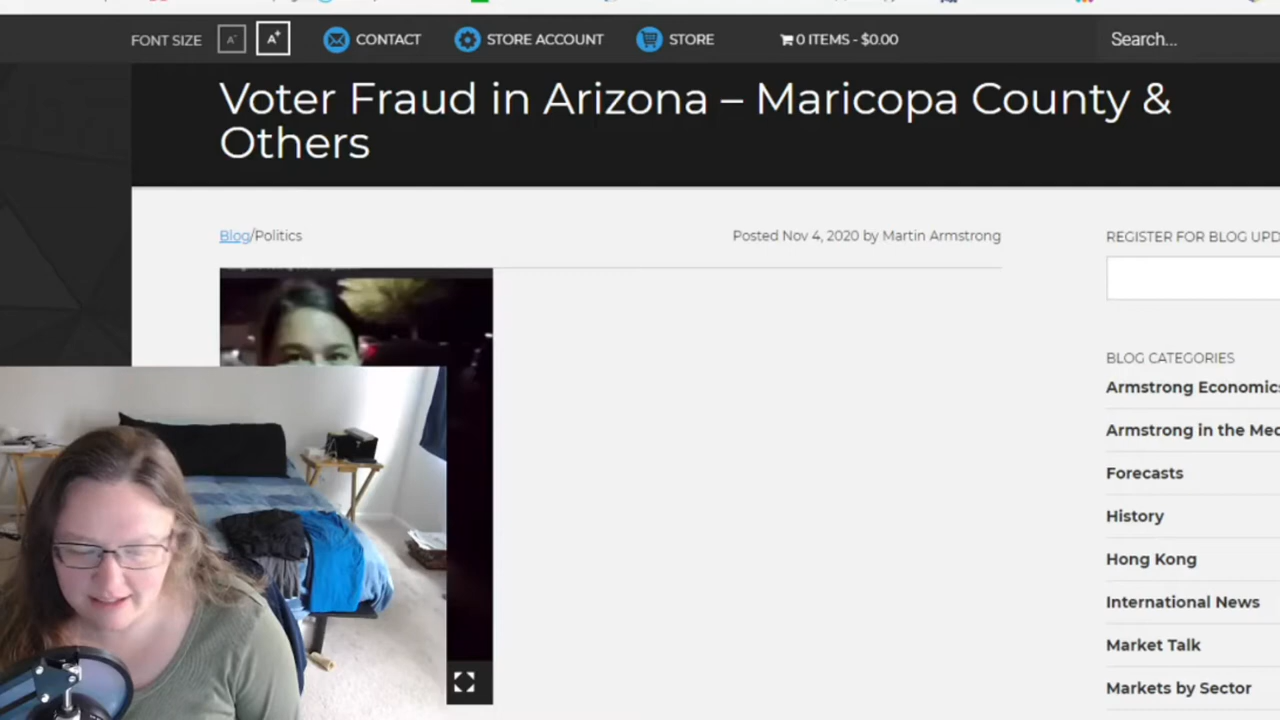 FONT SIZE A- A+ CONTACT STORE ACCOUNT STORE 0 ITEMS - $0.00 Search...
Voter Fraud in Arizona – Maricopa County &
Others
Blog/Politics
Posted Nov 4, 2020 by Martin Armstrong
REGISTER FOR BLOG UPD
BLOG CATEGORIES
Armstrong Economics
Armstrong in the Med
Forecasts
History
Hong Kong
International News
Market Talk
Markets by Sector